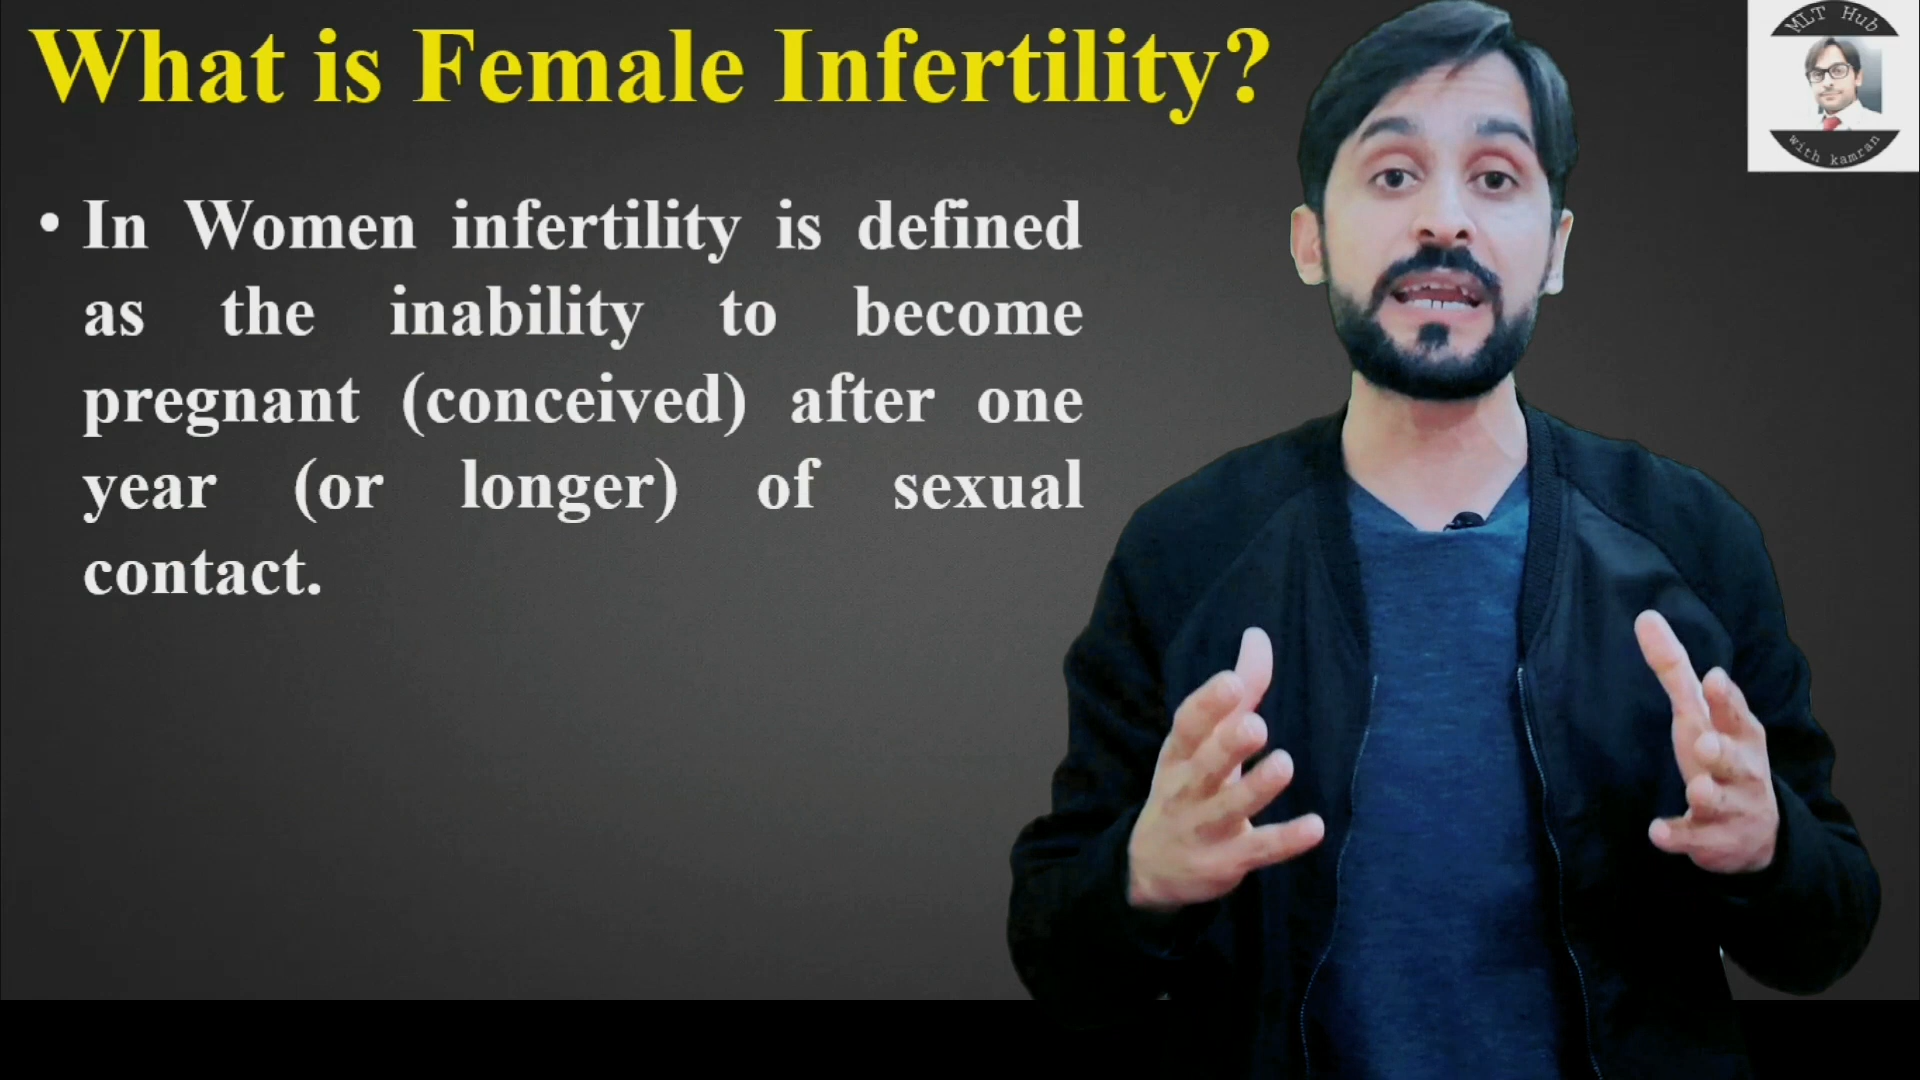 What is Female Infertility?
MLT Hub
with kamran
• In Women infertility is defined
as the inability to become
pregnant (conceived) after one
year (or longer) of sexual
contact.